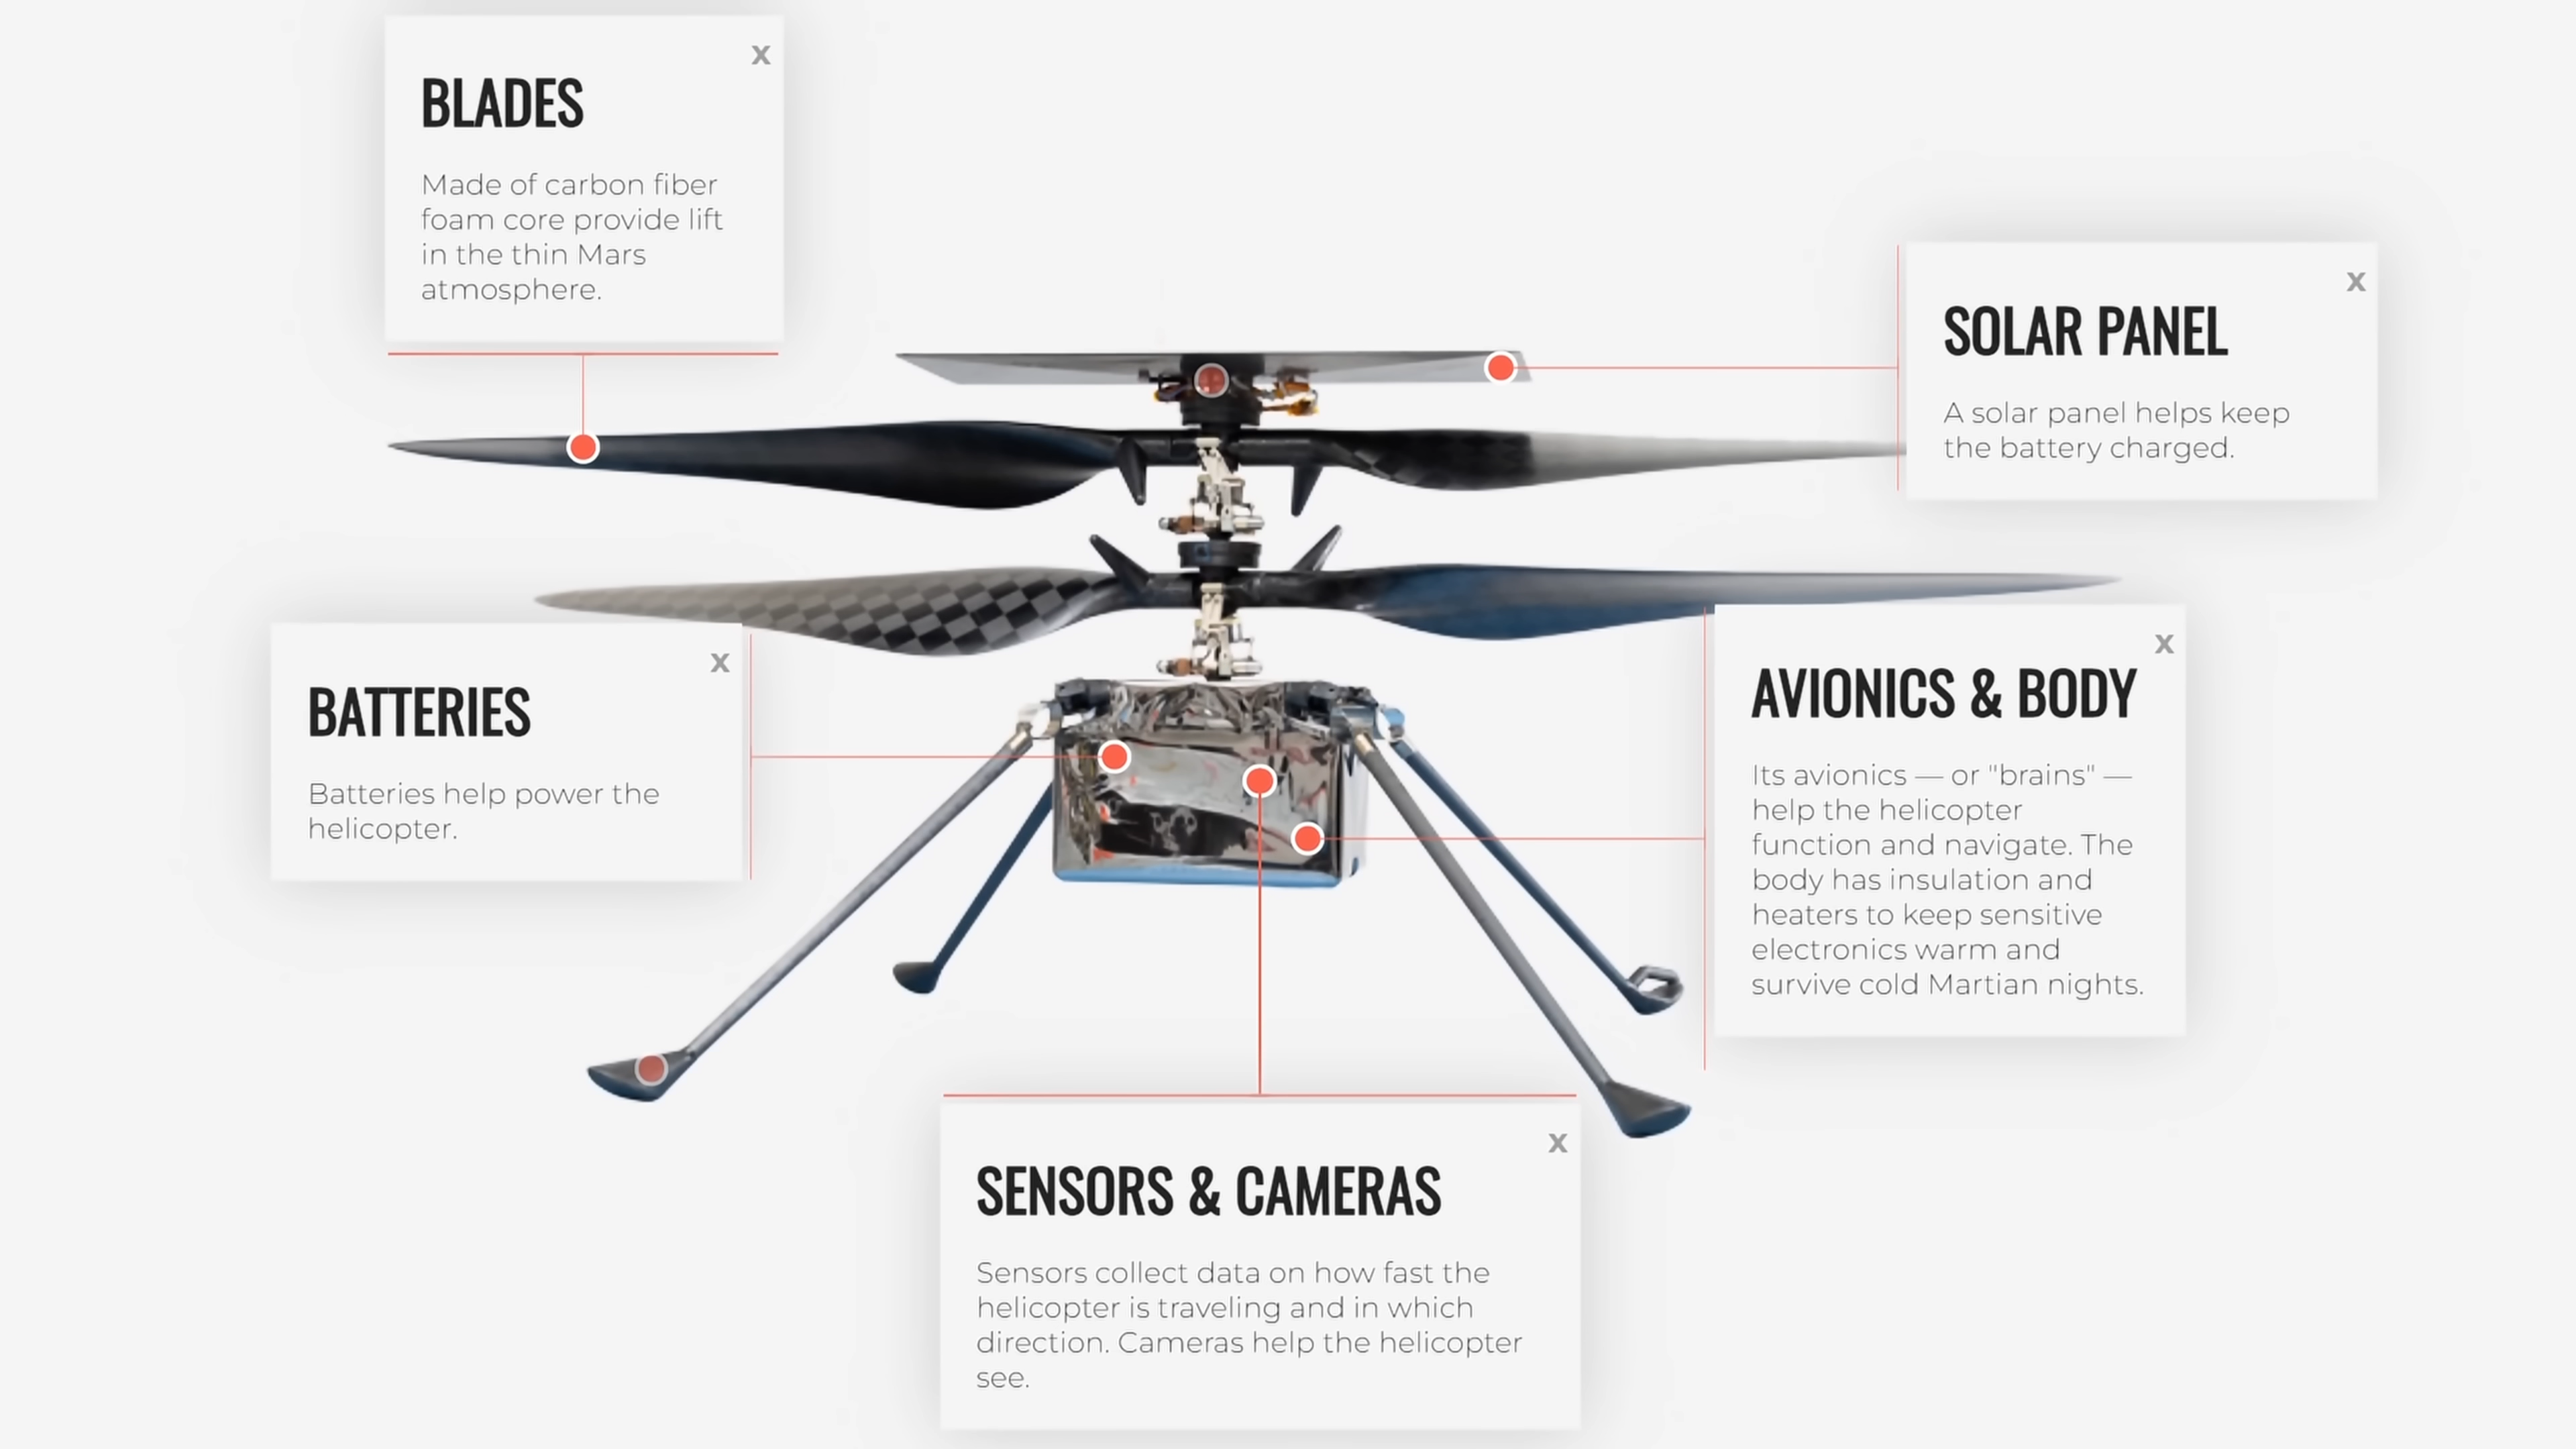 X
BLADES
Made of carbon fiber
foam core provide lift
in the thin Mars
atmosphere.
X
SOLAR PANEL
A solar panel helps keep
the battery charged.
X
BATTERIES
Batteries help power the
helicopter.
X
AVIONICS & BODY
Its avionics — or "brains" —
help the helicopter
function and navigate. The
body has insulation and
heaters to keep sensitive
electronics warm and
survive cold Martian nights.
X
SENSORS & CAMERAS
Sensors collect data on how fast the
helicopter is traveling and in which
direction. Cameras help the helicopter
see.